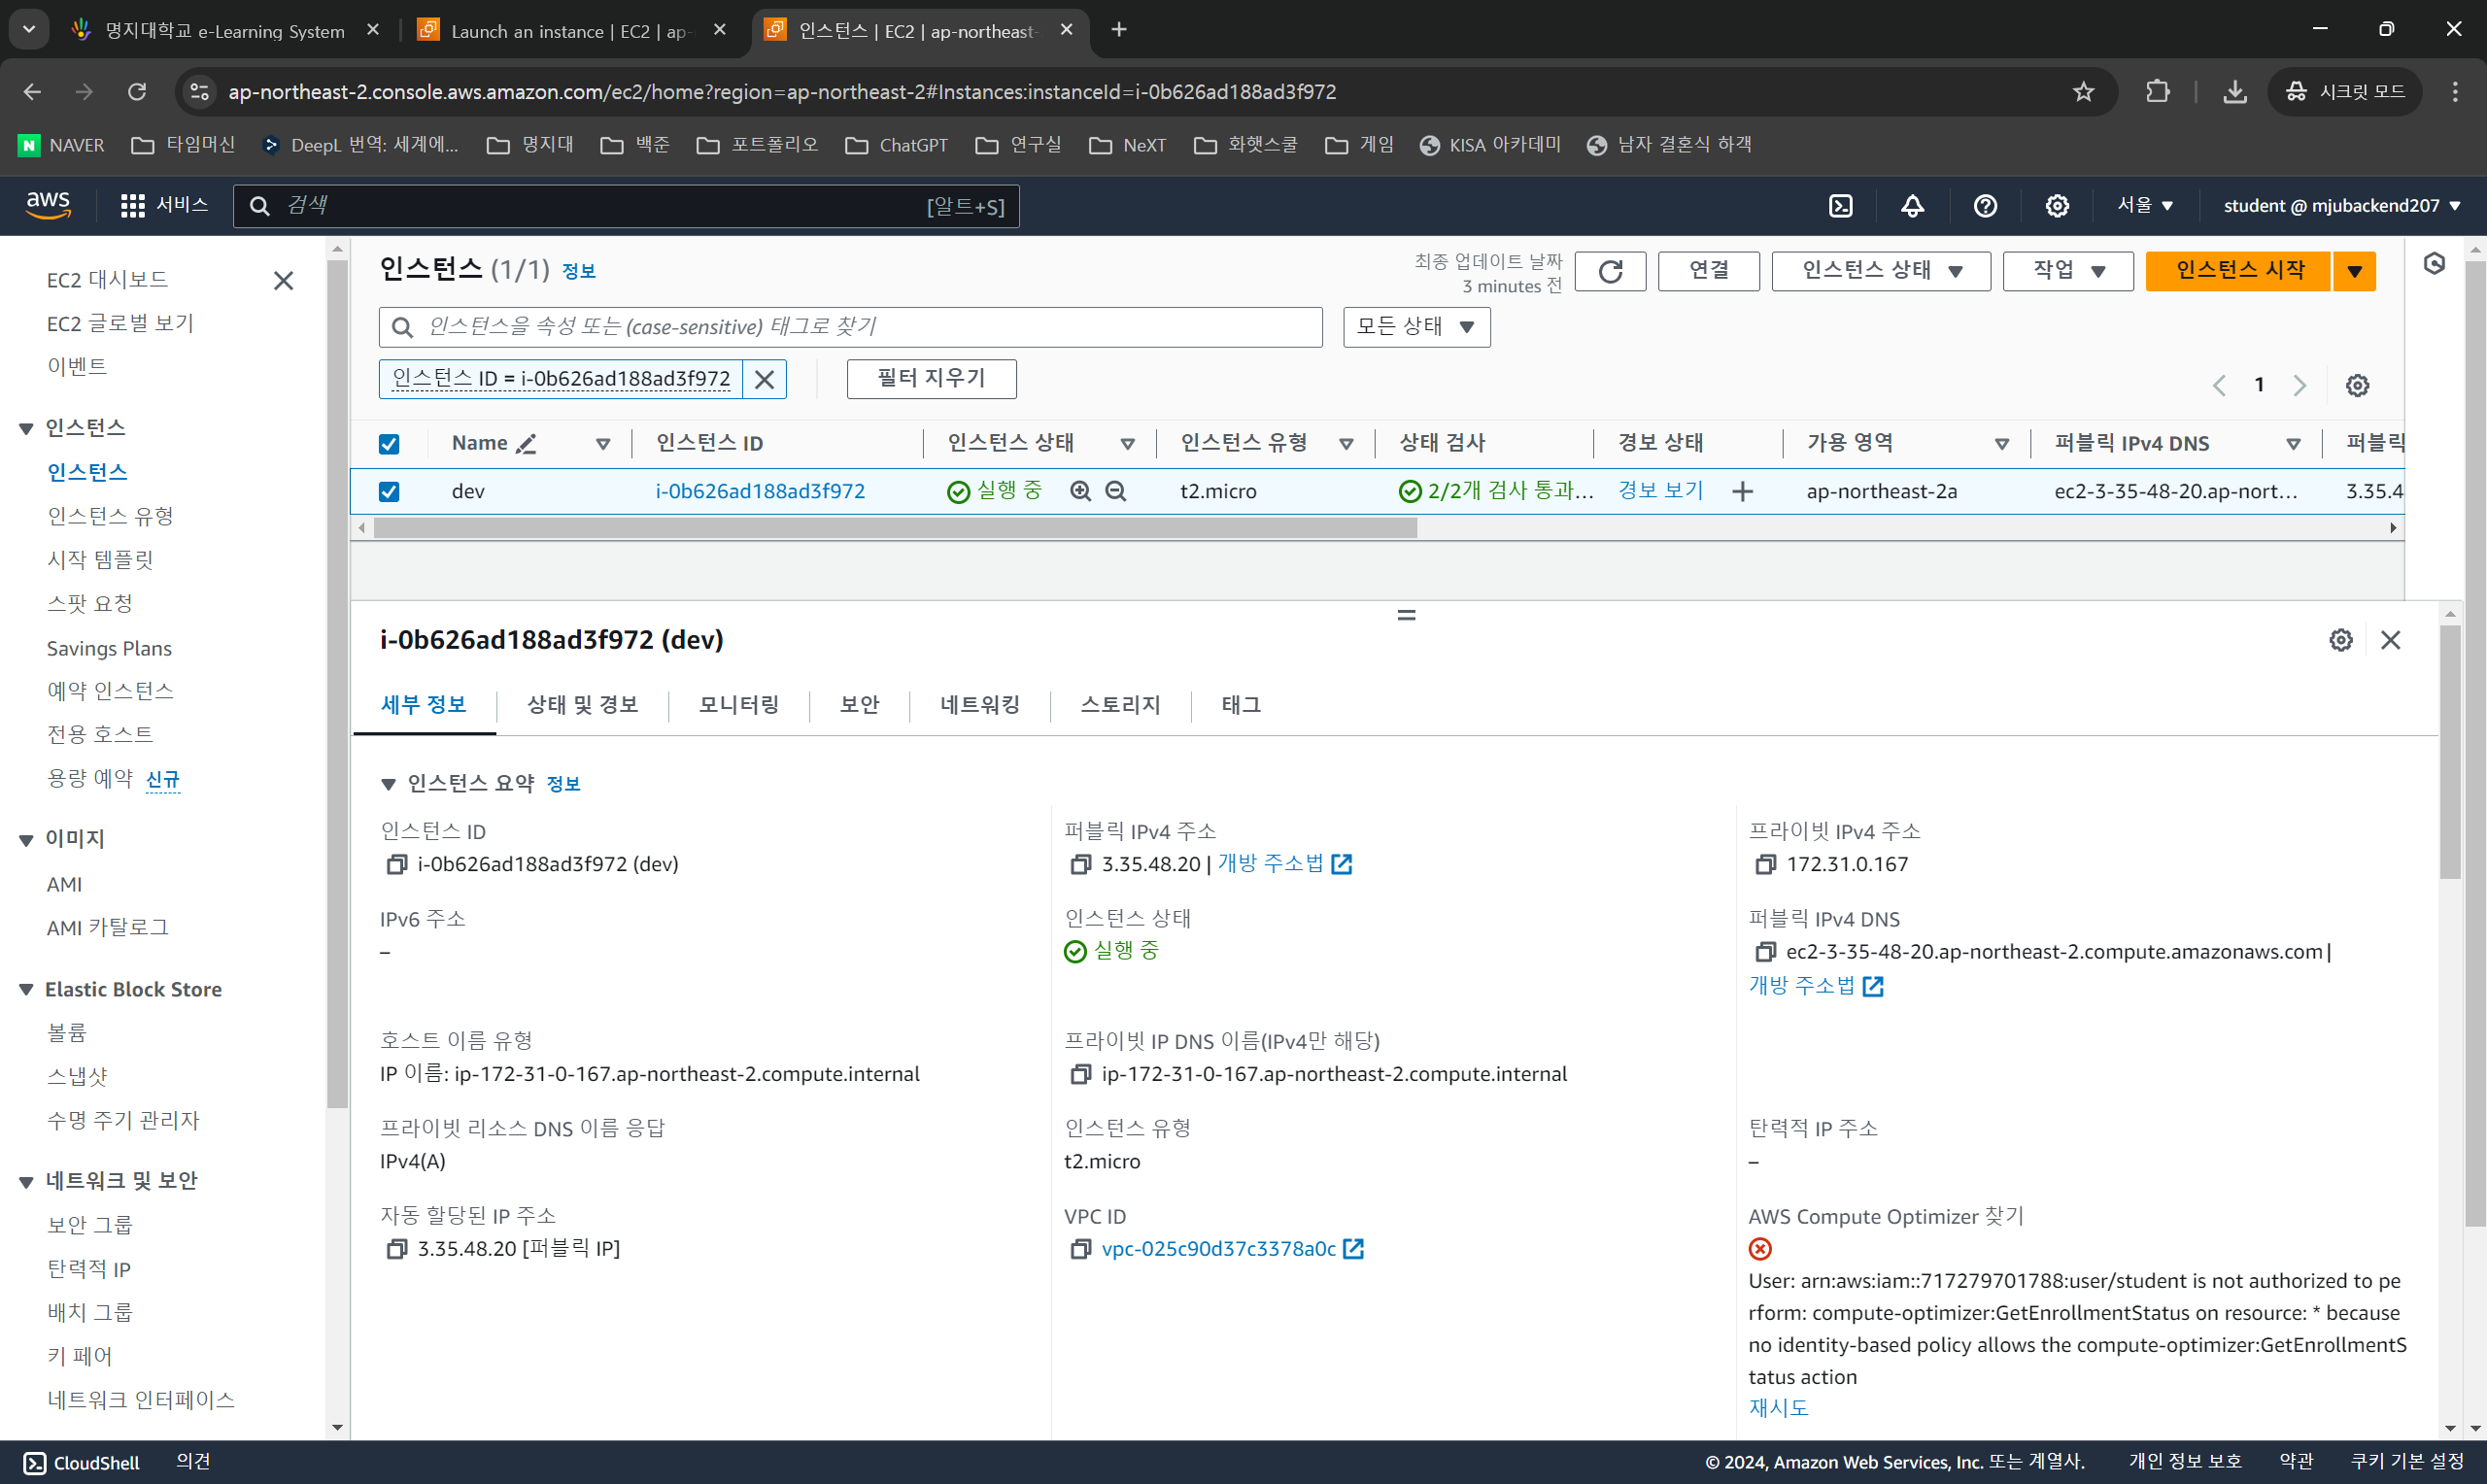 명지대학교 e-Learning System
Launch an instance | EC2 | ap-
인스턴스 | EC2 | ap-northeast-
ap-northeast-2.console.aws.amazon.com/ec2/home?region=ap-northeast-2#Instances:instanceId=i-0b626ad188ad3f972
시크릿 모드
NAVER
타임머신
DeepL 번역: 세계에...
명지대
백준
포트폴리오
ChatGPT
연구실
NeXT
화햇스쿨
게임
KISA 아카데미
남자 결혼식 하객
aws
서비스
검색
[알트+S]
서울
student @ mjubackend207
EC2 대시보드
EC2 글로벌 보기
이벤트
인스턴스
인스턴스
인스턴스 유형
시작 템플릿
스팟 요청
Savings Plans
예약 인스턴스
전용 호스트
용량 예약 신규
이미지
AMI
AMI 카탈로그
Elastic Block Store
볼륨
스냅샷
수명 주기 관리자
네트워크 및 보안
보안 그룹
탄력적 IP
배치 그룹
키 페어
네트워크 인터페이스
인스턴스 (1/1) 정보
최종 업데이트 날짜
3 minutes 전
연결
인스턴스 상태
작업
인스턴스 시작
인스턴스을 속성 또는 (case-sensitive) 태그로 찾기
모든 상태
인스턴스 ID = i-0b626ad188ad3f972
필터 지우기
1
Name
인스턴스 ID
인스턴스 상태
인스턴스 유형
상태 검사
경보 상태
가용 영역
퍼블릭 IPv4 DNS
퍼블릭
dev
i-0b626ad188ad3f972
실행 중
t2.micro
2/2개 검사 통과...
경보 보기
ap-northeast-2a
ec2-3-35-48-20.ap-nort...
3.35.4
i-0b626ad188ad3f972 (dev)
세부 정보
상태 및 경보
모니터링
보안
네트워킹
스토리지
태그
인스턴스 요약 정보
인스턴스 ID
i-0b626ad188ad3f972 (dev)
퍼블릭 IPv4 주소
3.35.48.20 | 개방 주소법
프라이빗 IPv4 주소
172.31.0.167
IPv6 주소
–
인스턴스 상태
실행 중
퍼블릭 IPv4 DNS
ec2-3-35-48-20.ap-northeast-2.compute.amazonaws.com |
개방 주소법
호스트 이름 유형
IP 이름: ip-172-31-0-167.ap-northeast-2.compute.internal
프라이빗 IP DNS 이름(IPv4만 해당)
ip-172-31-0-167.ap-northeast-2.compute.internal
프라이빗 리소스 DNS 이름 응답
IPv4(A)
인스턴스 유형
t2.micro
탄력적 IP 주소
–
자동 할당된 IP 주소
3.35.48.20 [퍼블릭 IP]
VPC ID
vpc-025c90d37c3378a0c
AWS Compute Optimizer 찾기
User: arn:aws:iam::717279701788:user/student is not authorized to pe
rform: compute-optimizer:GetEnrollmentStatus on resource: * because
no identity-based policy allows the compute-optimizer:GetEnrollmentS
tatus action
재시도
CloudShell
의견
© 2024, Amazon Web Services, Inc. 또는 계열사.
개인 정보 보호
약관
쿠키 기본 설정